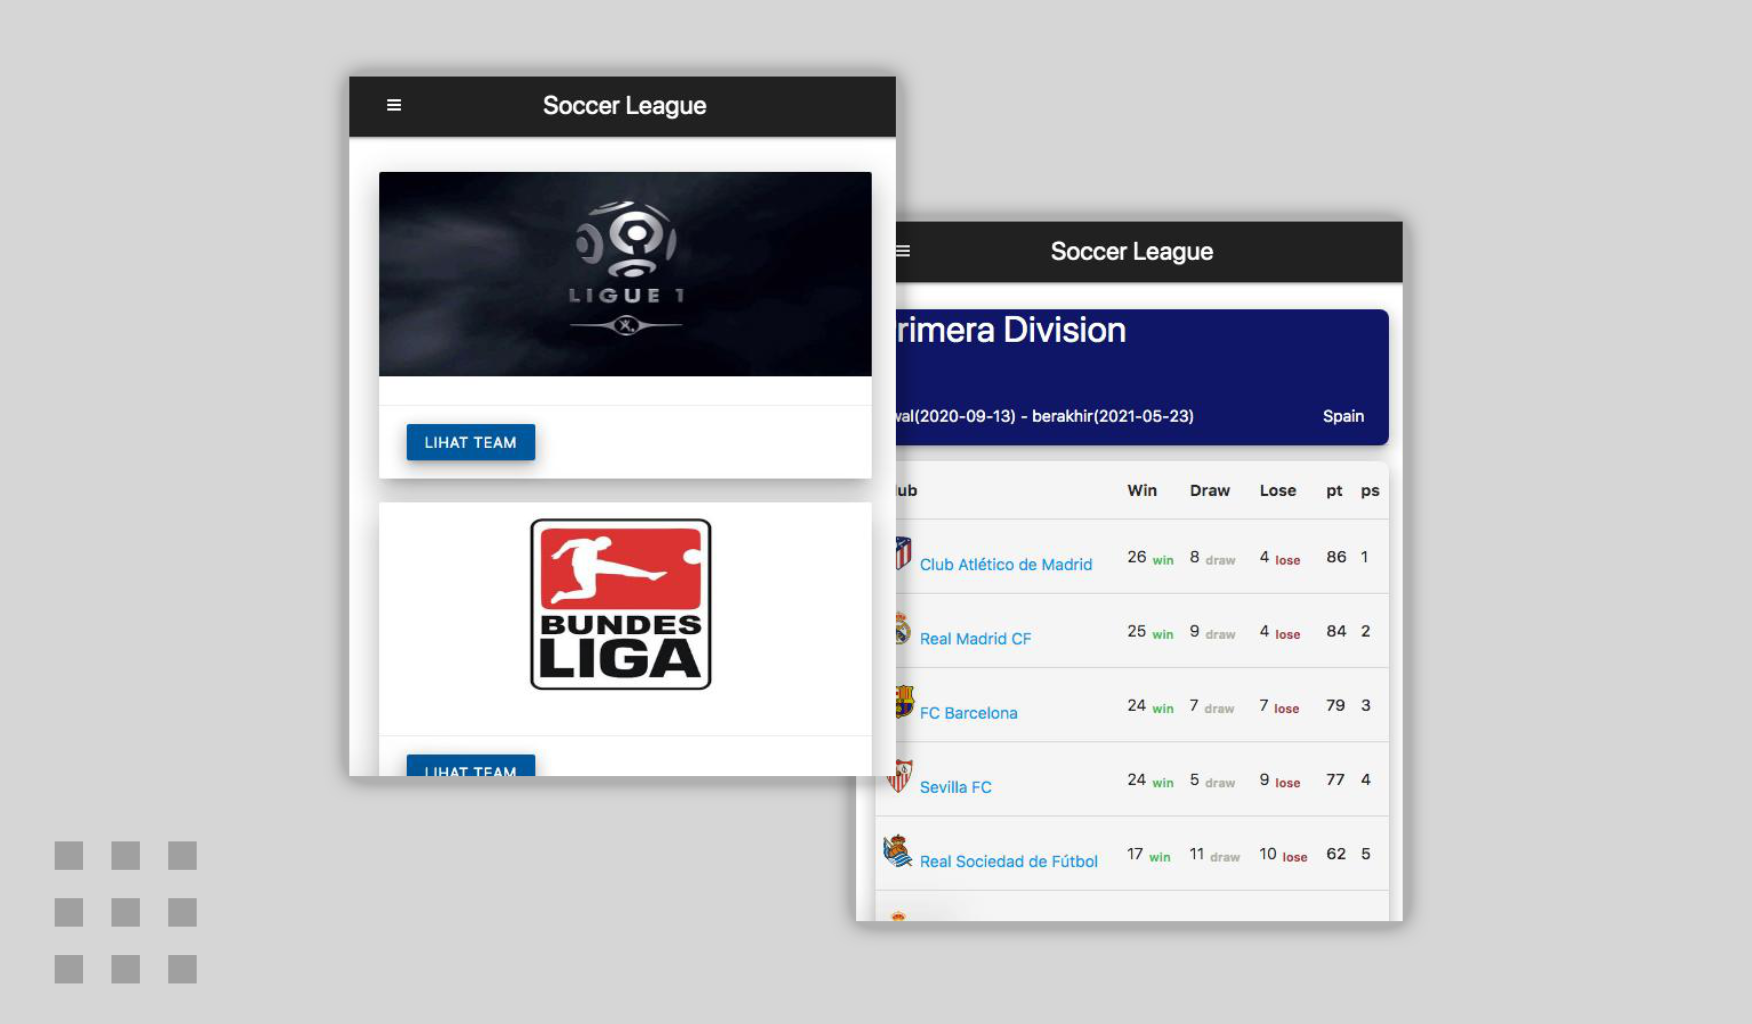 Soccer League
LIGUE 1
LIHAT TEAM
BUNDES
LIGA
LIHAT TEAM
Soccer League
rimera Division
wal(2020-09-13) - berakhir(2021-05-23) Spain
lub Win Draw Lose pt ps
Club Atlético de Madrid 26 win 8 draw 4 lose 86 1
Real Madrid CF 25 win 9 draw 4 lose 84 2
FC Barcelona 24 win 7 draw 7 lose 79 3
Sevilla FC 24 win 5 draw 9 lose 77 4
Real Sociedad de Fútbol 17 win 11 draw 10 lose 62 5